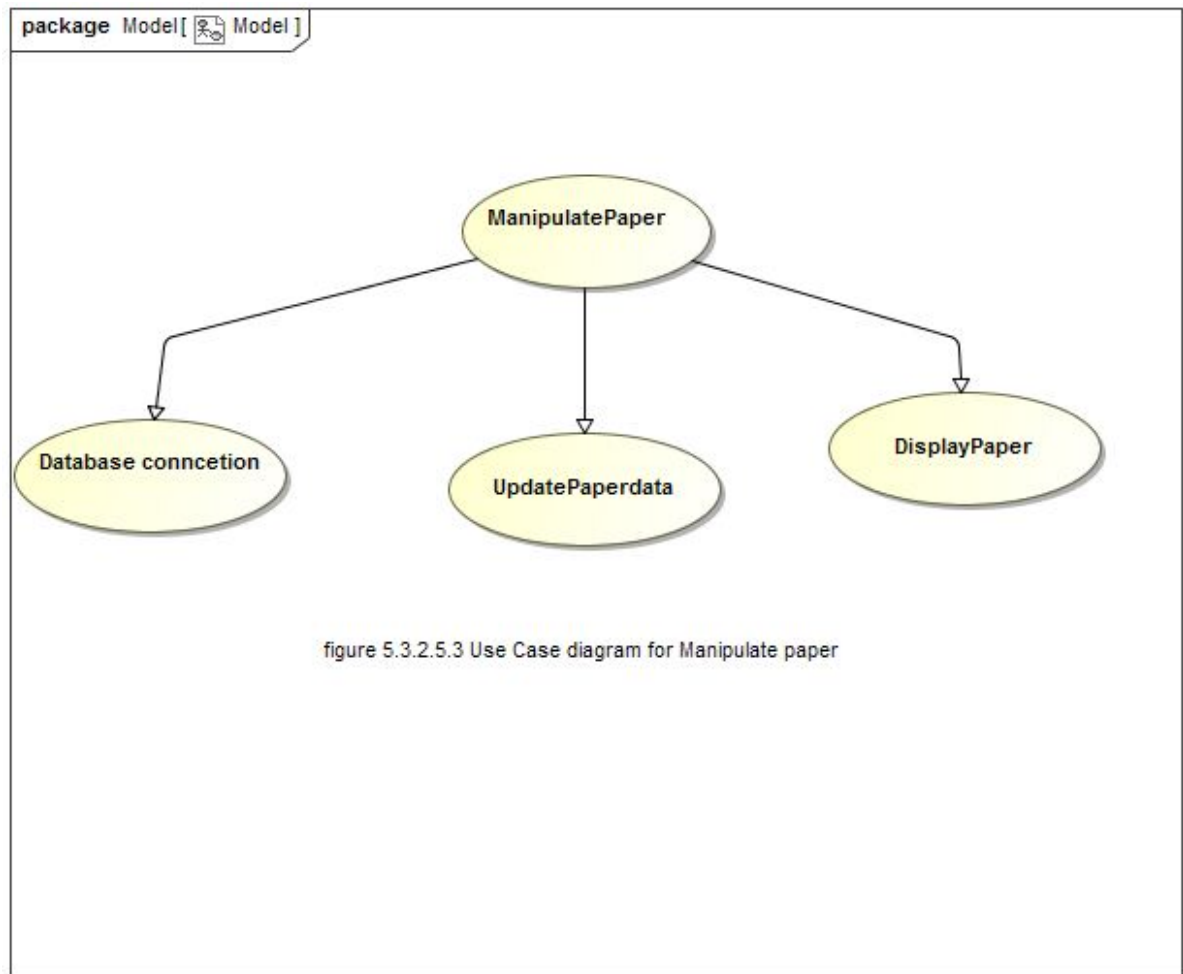 package Model[ Model ]
ManipulatePaper
Database conncetion
UpdatePaperdata
DisplayPaper
figure 5.3.2.5.3 Use Case diagram for Manipulate paper